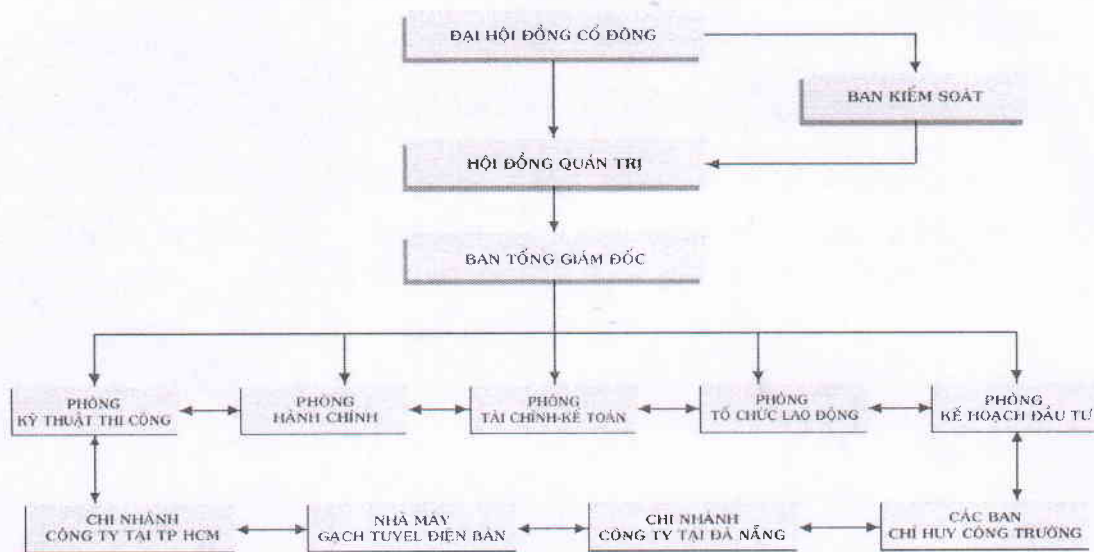 ĐẠI HỘI ĐỒNG CỔ ĐÔNG
BAN KIỂM SOÁT
HỘI ĐỒNG QUẢN TRỊ
BAN TỔNG GIÁM ĐỐC
PHÒNG
KỸ THUẬT THI CÔNG
PHÒNG
HÀNH CHÍNH
PHÒNG
TÀI CHÍNH-KẾ TOÁN
PHÒNG
TỔ CHỨC LAO ĐỘNG
PHÒNG
KẾ HOẠCH ĐẦU TƯ
CHI NHÁNH
CÔNG TY TẠI TP HCM
NHÀ MÁY
GẠCH TUYEL ĐIỆN BÀN
CHI NHÁNH
CÔNG TY TẠI ĐÀ NẴNG
CÁC BAN
CHỈ HUY CÔNG TRƯỜNG